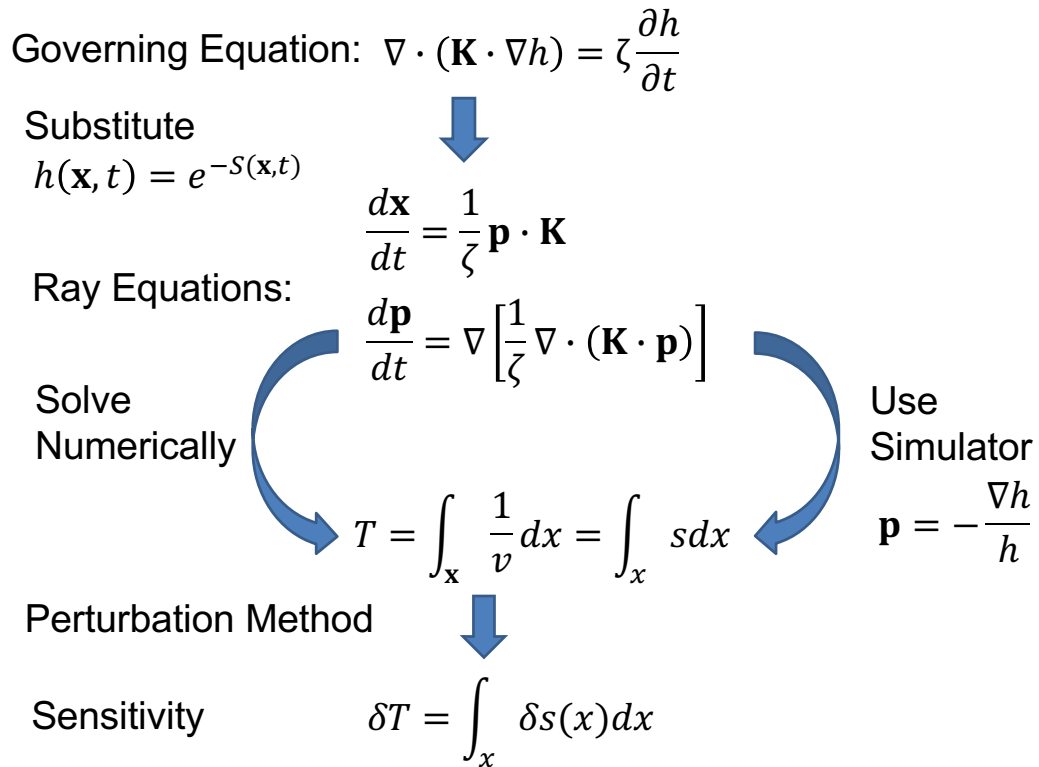 Governing Equation: ∇ · (𝐊 · ∇h) = ζ ∂h/∂t
Substitute
h(𝐱, t) = e^{−S(𝐱,t)}
d𝐱/dt = 1/ζ 𝐩 · 𝐊
Ray Equations:
d𝐩/dt = ∇ [1/ζ ∇ · (𝐊 · 𝐩)]
Solve
Numerically
Use
Simulator
𝐩 = − ∇h/h
T = ∫_𝐱 1/v dx = ∫_x sdx
Perturbation Method
Sensitivity
δT = ∫_x δs(x)dx